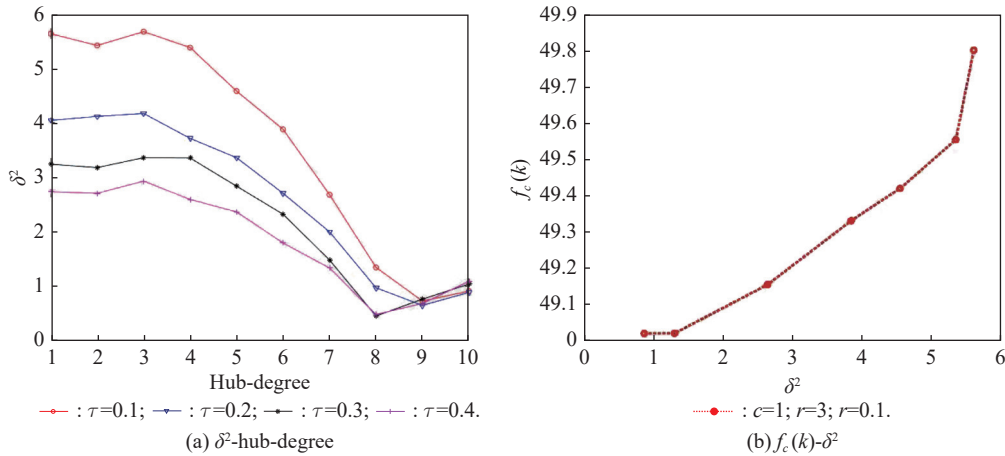 6
5
4
3
2
1
0
δ²
1 2 3 4 5 6 7 8 9 10
Hub-degree
: τ=0.1; : τ=0.2; : τ=0.3; : τ=0.4.
(a) δ²-hub-degree
49.9
49.8
49.7
49.6
49.5
49.4
49.3
49.2
49.1
0
f_c(k)
0 1 2 3 4 5 6
δ²
: c=1; r=3; r=0.1.
(b) f_c(k)-δ²